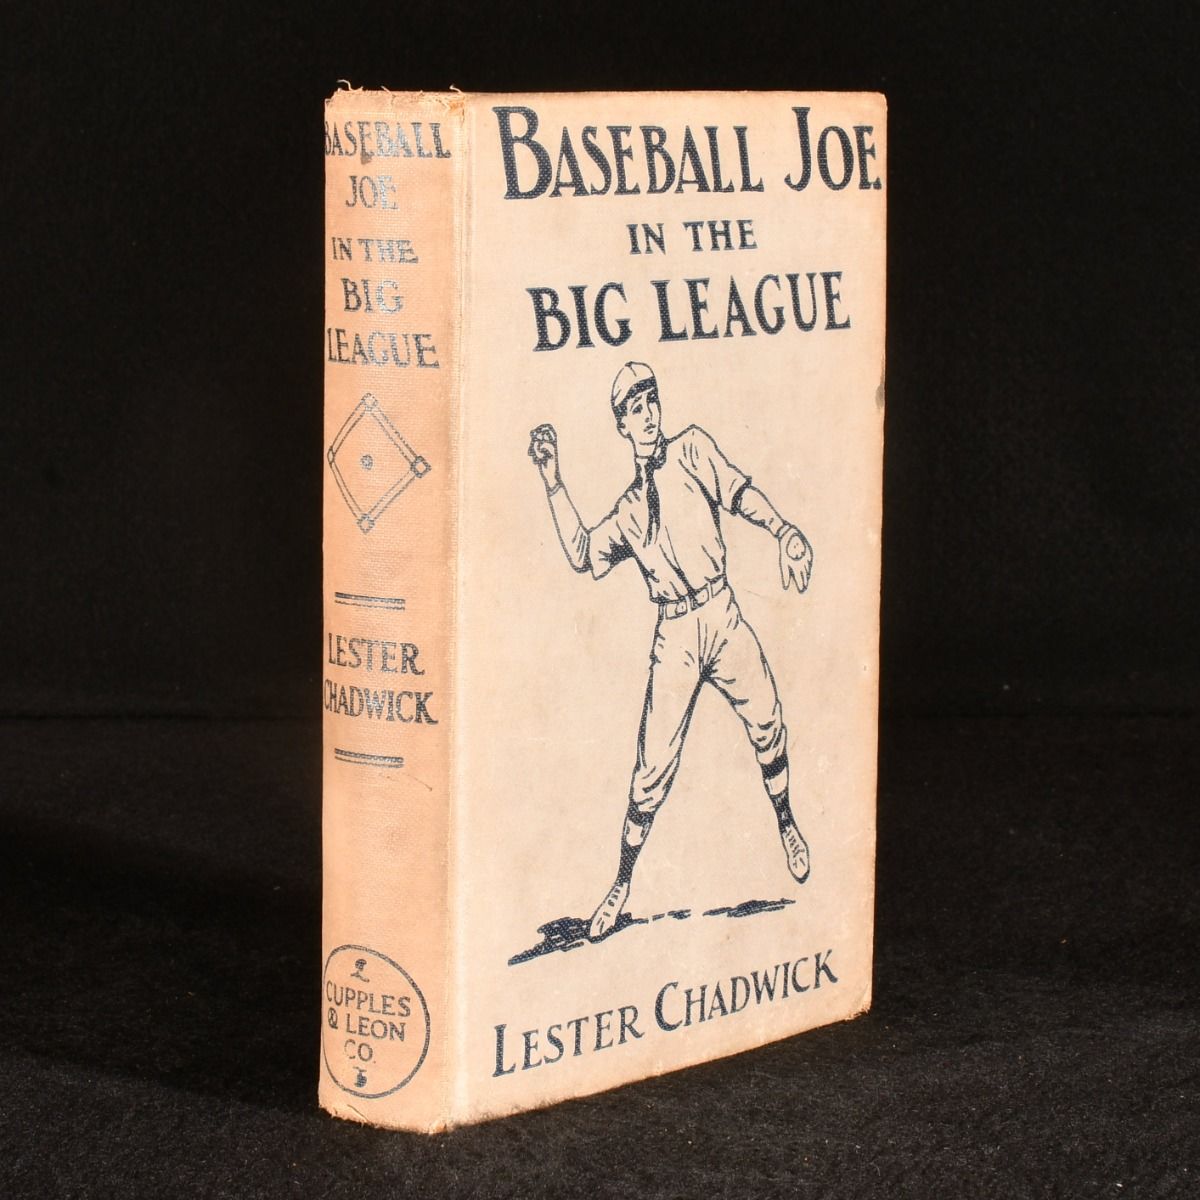 BASEBALL
JOE
IN THE
BIG
LEAGUE
LESTER
CHADWICK
CUPPLES
& LEON
CO.
BASEBALL JOE
IN THE
BIG LEAGUE
LESTER CHADWICK